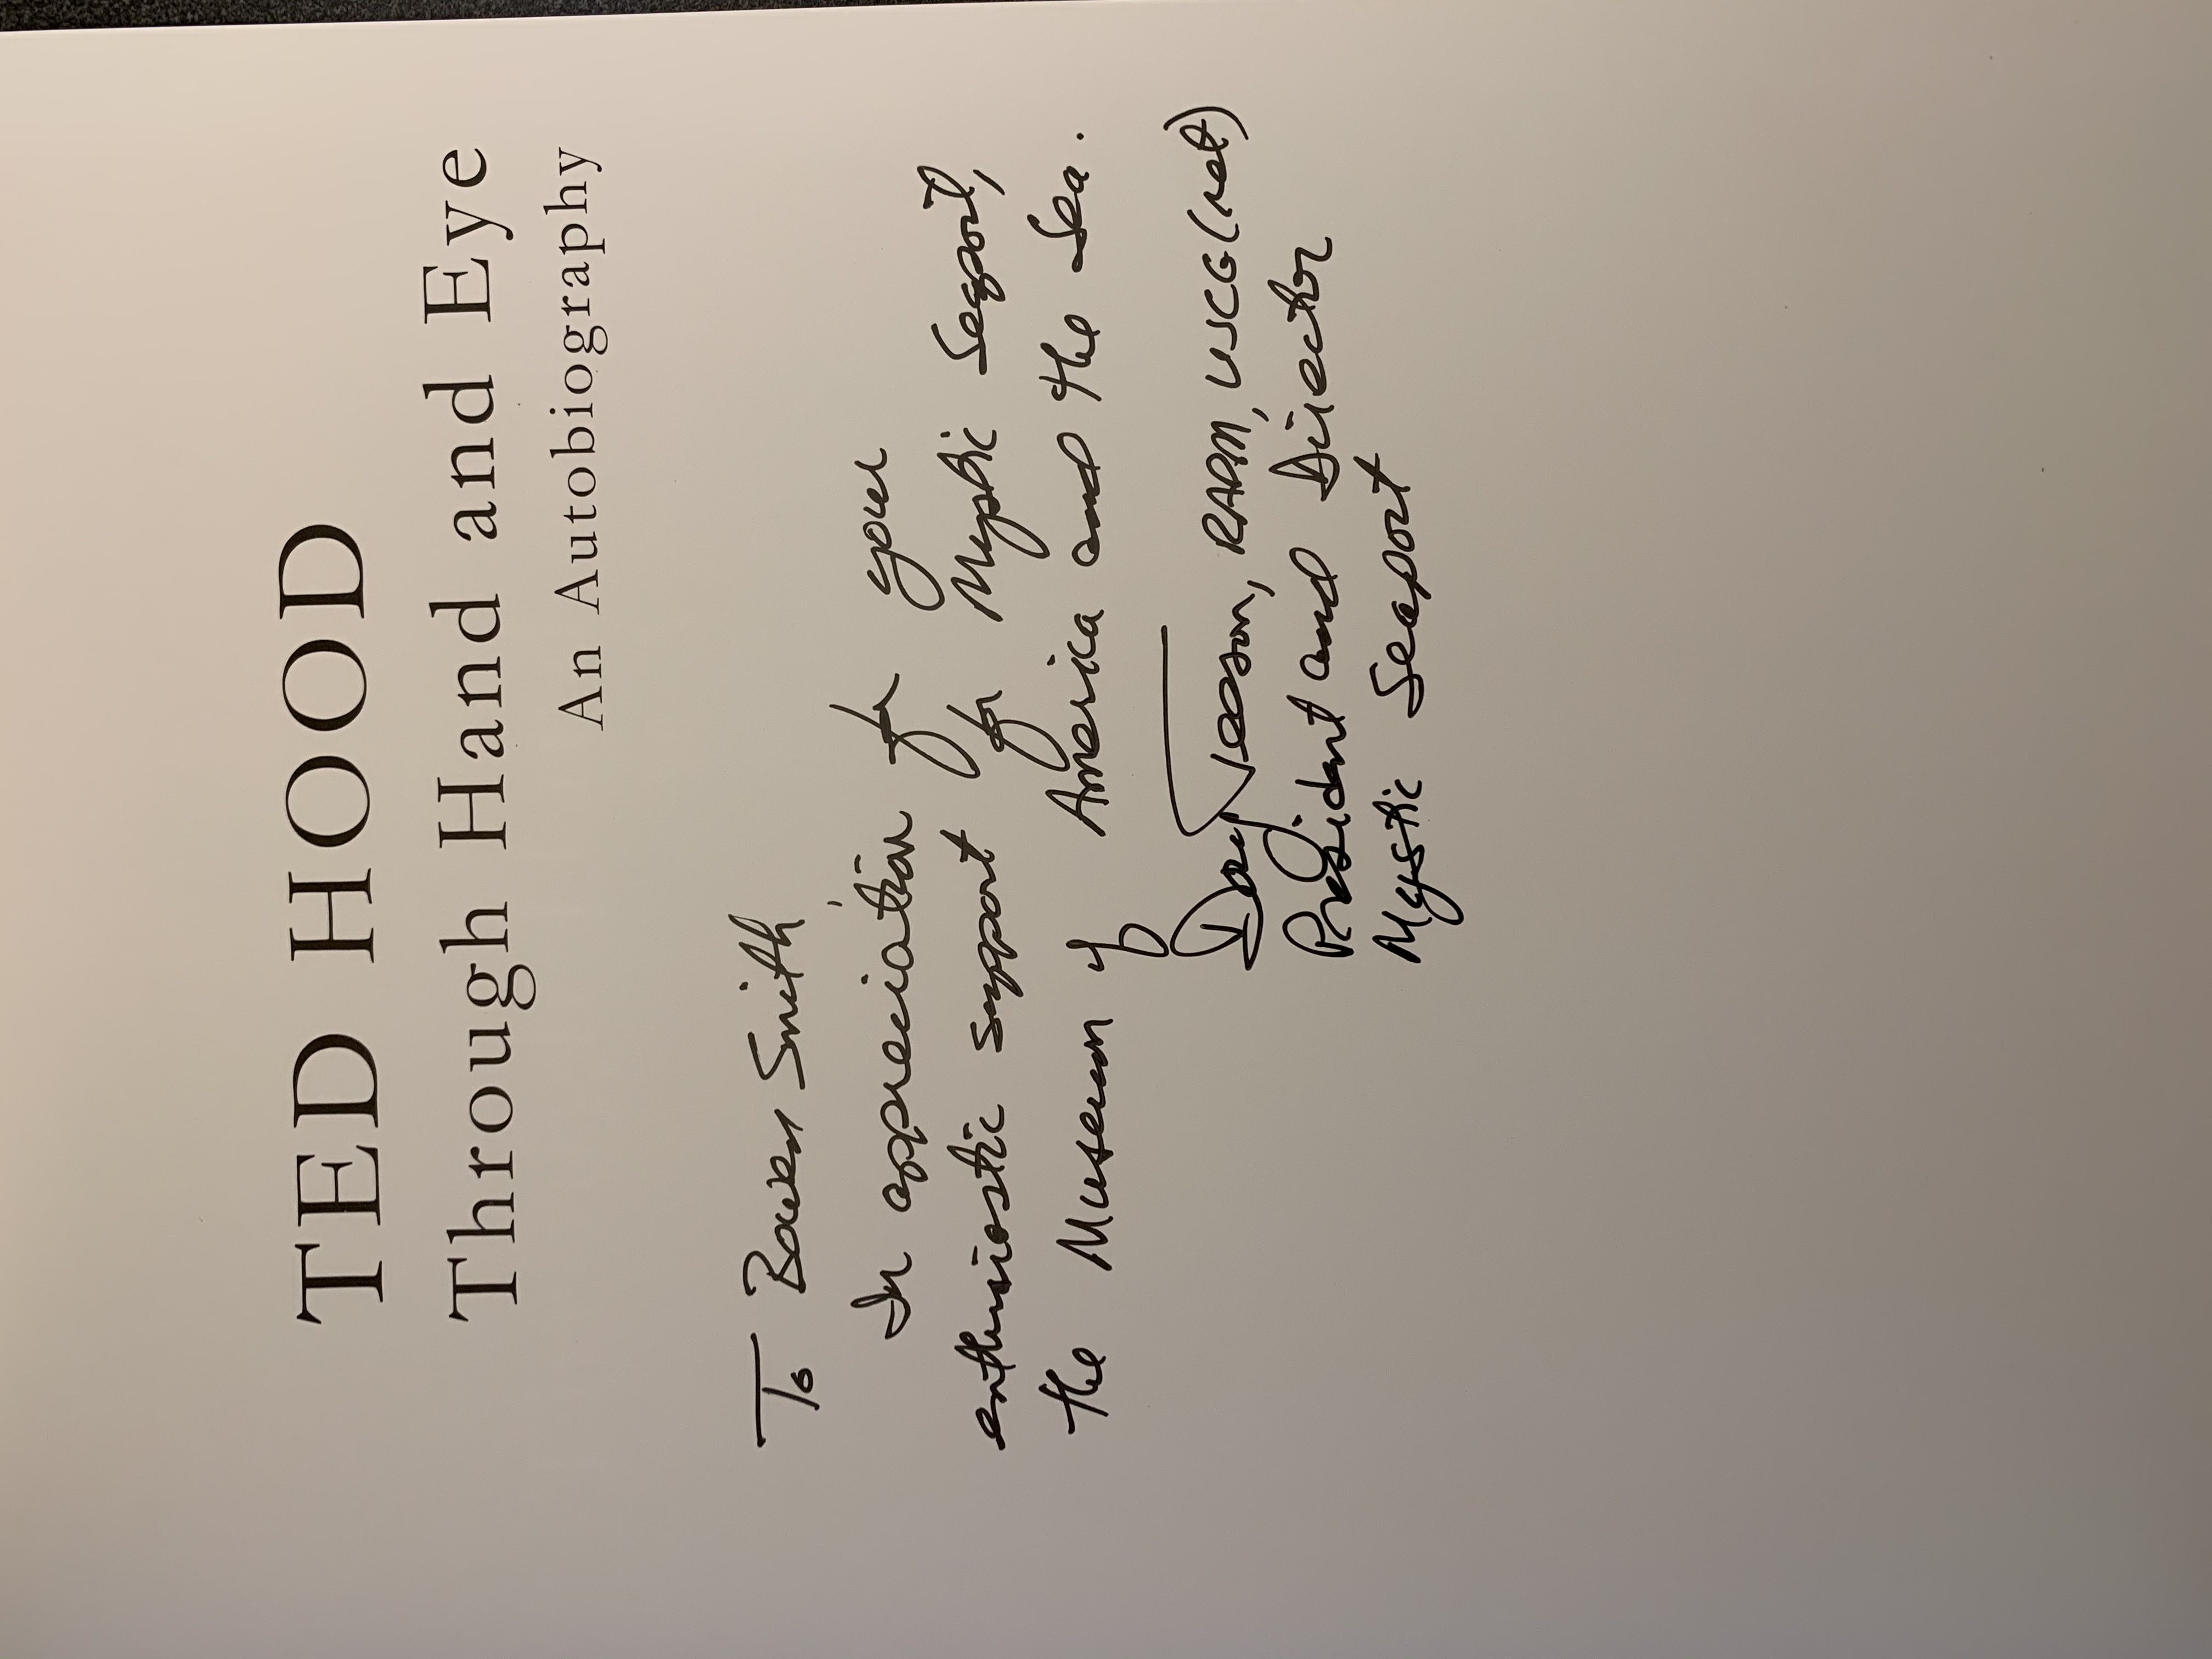 TED HOOD
Through Hand and Eye
An Autobiography
To Bowen Smith
In appreciation for your
enthusiastic support for Mystic Seaport,
the Museum of America and the Sea.
RADM, USCG (ret)
President and Director
Mystic Seaport